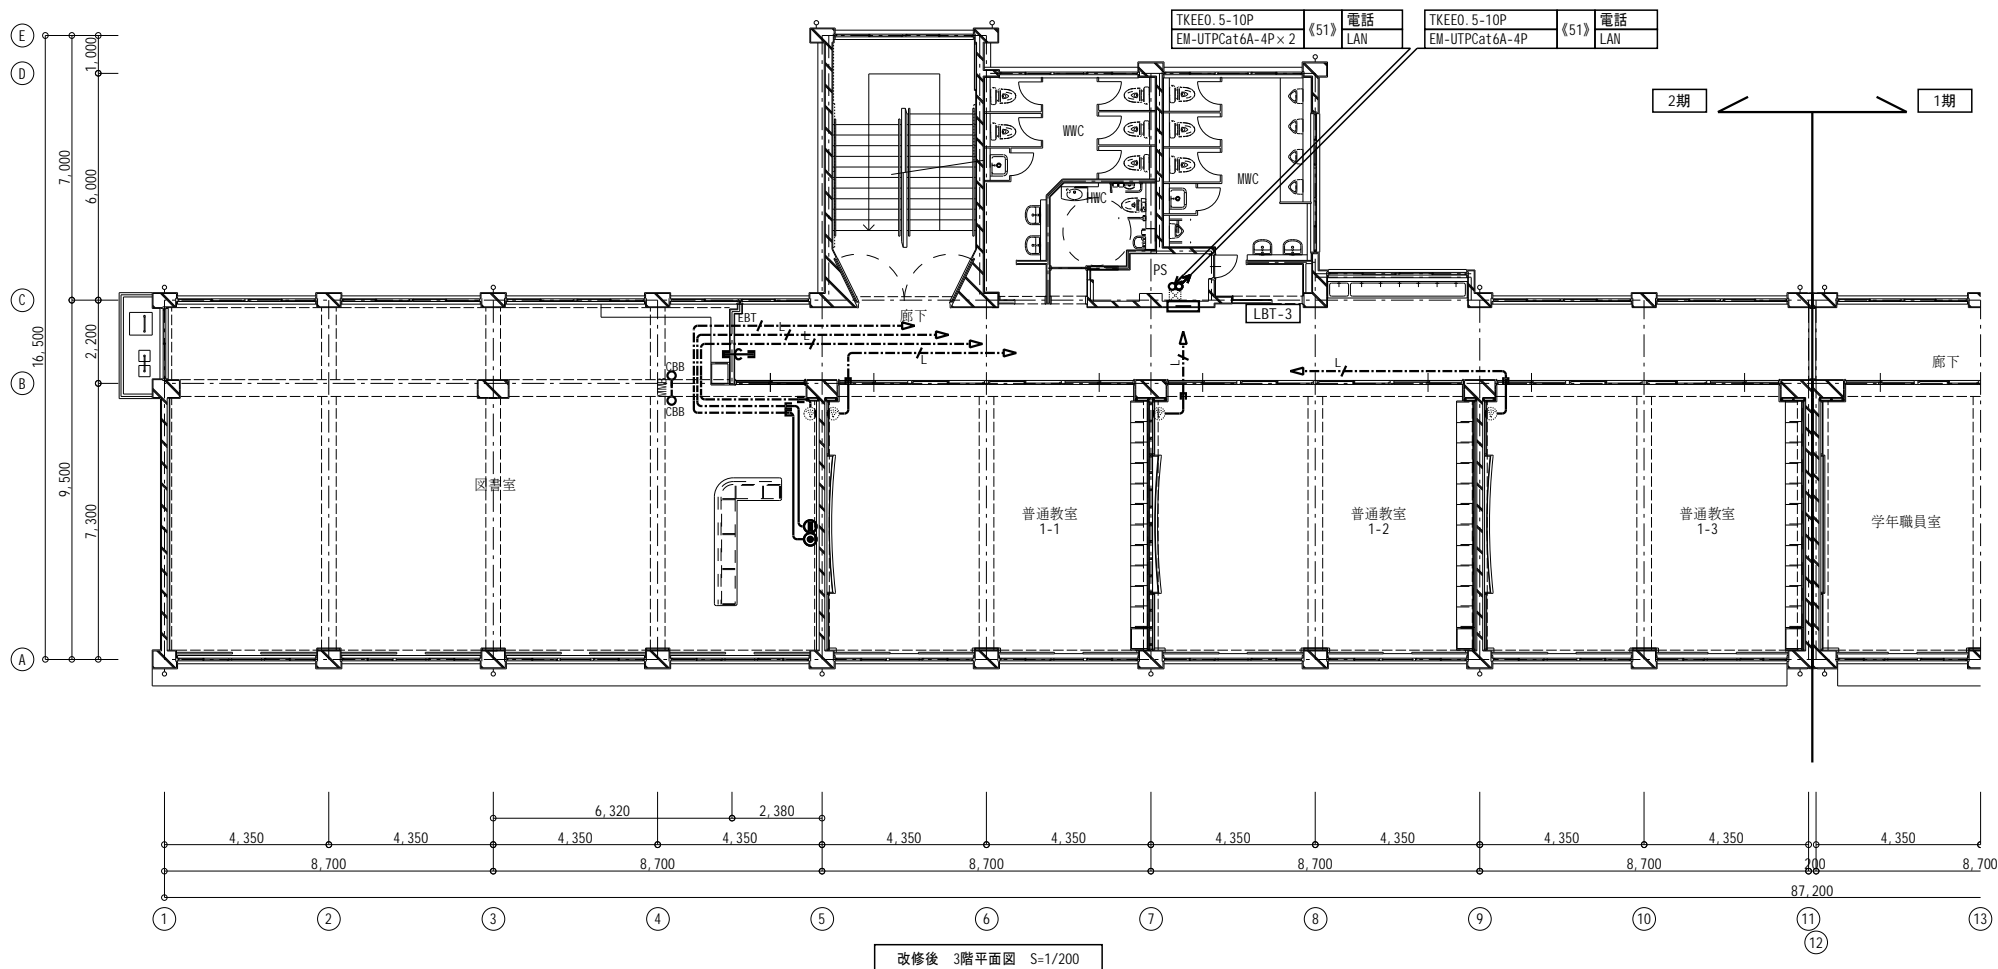 TKEE0.5-10P 《51》 電話
EM-UTPCat6A-4P×2 LAN
TKEE0.5-10P 《51》 電話
EM-UTPCat6A-4P LAN
2期
1期
E
D
C
B
A
1,000
7,000
6,000
16,500
2,200
9,500
7,300
WWC
HWC
MWC
PS
LBT-3
廊下
EBT
L
L
L
L
L
L
CBB
CBB
廊下
図書室
普通教室
1-1
普通教室
1-2
普通教室
1-3
学年職員室
6,320
2,380
4,350
4,350
4,350
4,350
4,350
4,350
4,350
4,350
4,350
4,350
4,350
8,700
8,700
8,700
8,700
8,700
200
8,700
87,200
1
2
3
4
5
6
7
8
9
10
11
12
13
改修後 3階平面図 S=1/200